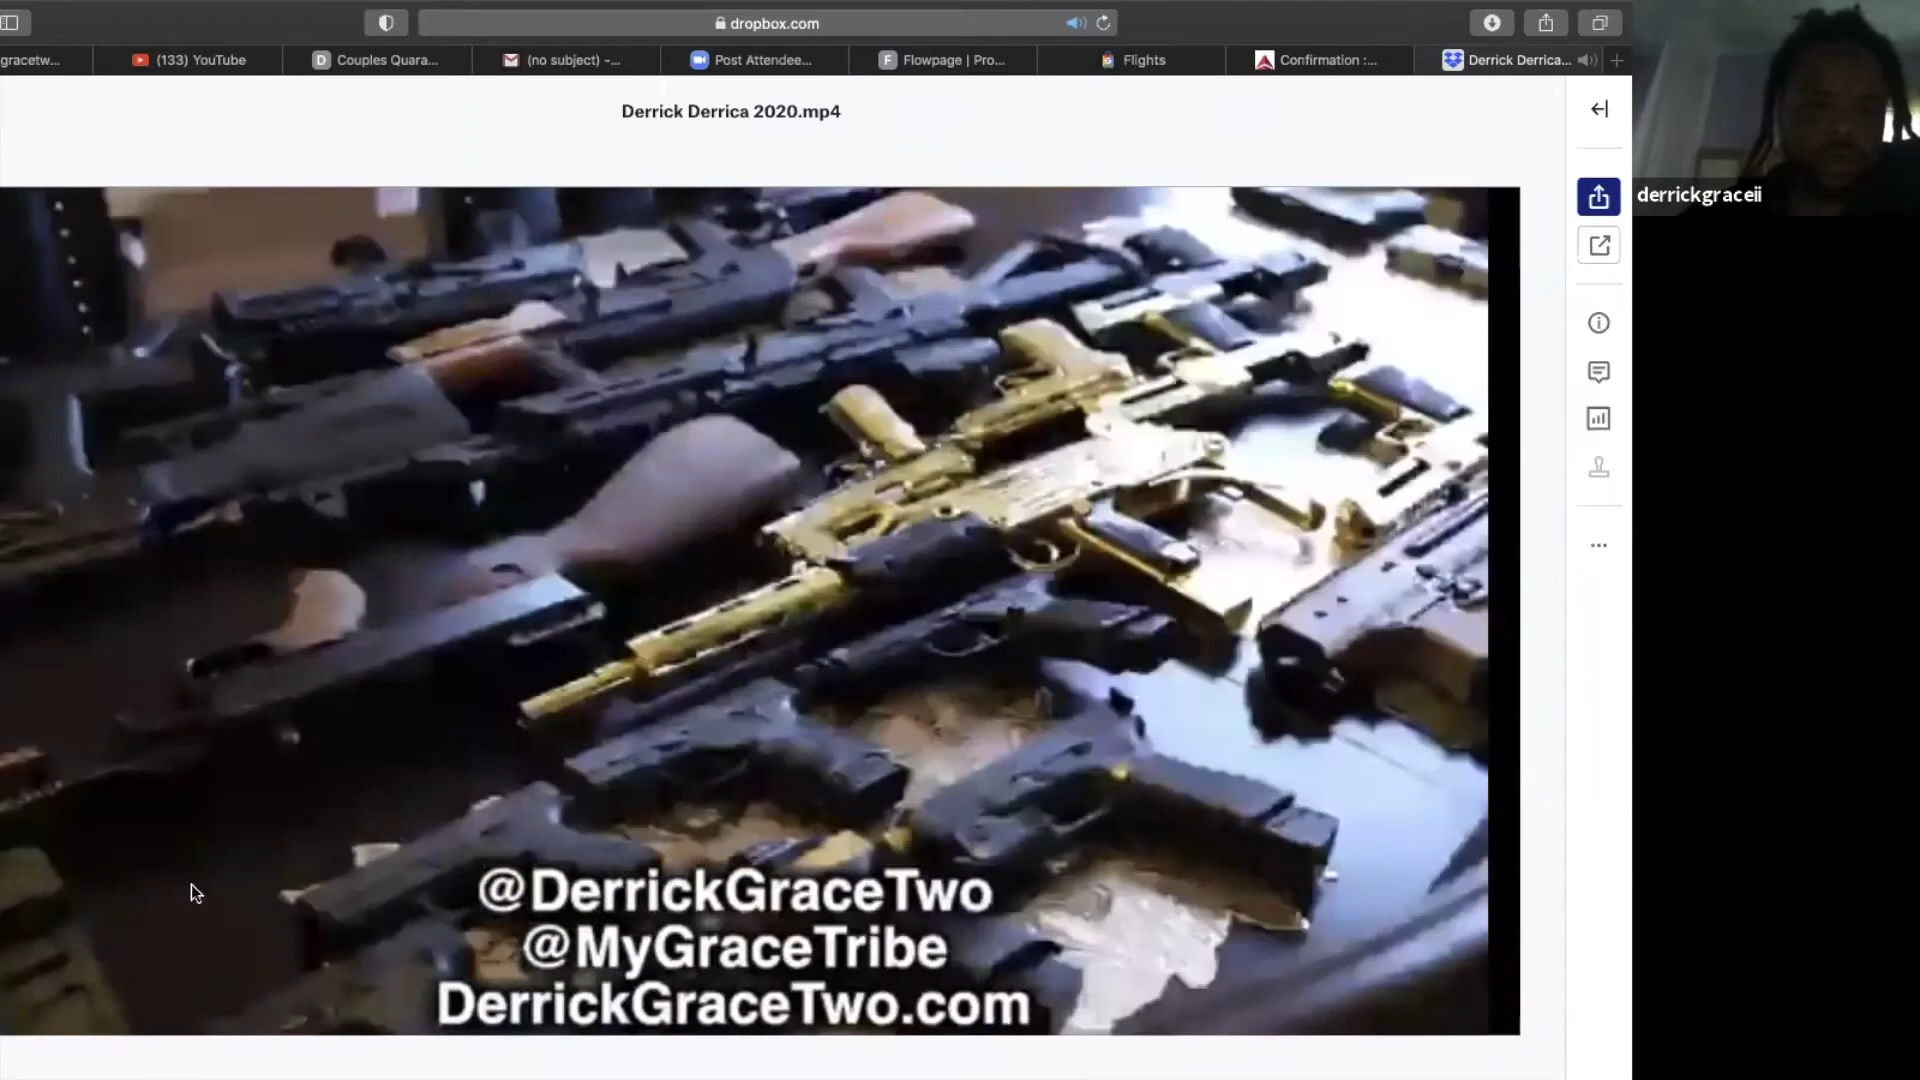 dropbox.com
gracetw...
(133) YouTube
D Couples Quara...
(no subject) –...
Post Attendee...
F Flowpage | Pro...
Flights
Confirmation :...
Derrick Derrica...
Derrick Derrica 2020.mp4
derrickgraceii
@DerrickGraceTwo
@MyGraceTribe
DerrickGraceTwo.com